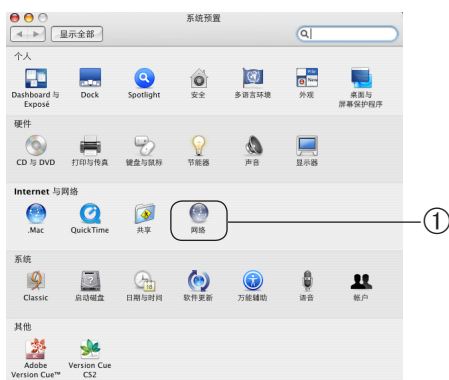 系统预置
显示全部
个人
Dashboard 与 Exposé
Dock
Spotlight
安全
多语言环境
外观
桌面与 屏幕保护程序
硬件
CD 与 DVD
打印与传真
键盘与鼠标
节能器
声音
显示器
Internet 与网络
.Mac
QuickTime
共享
网络
①
系统
Classic
启动磁盘
日期与时间
软件更新
万能辅助
语音
帐户
其他
Adobe Version Cue™
Version Cue CS2